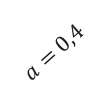 a = 0,4